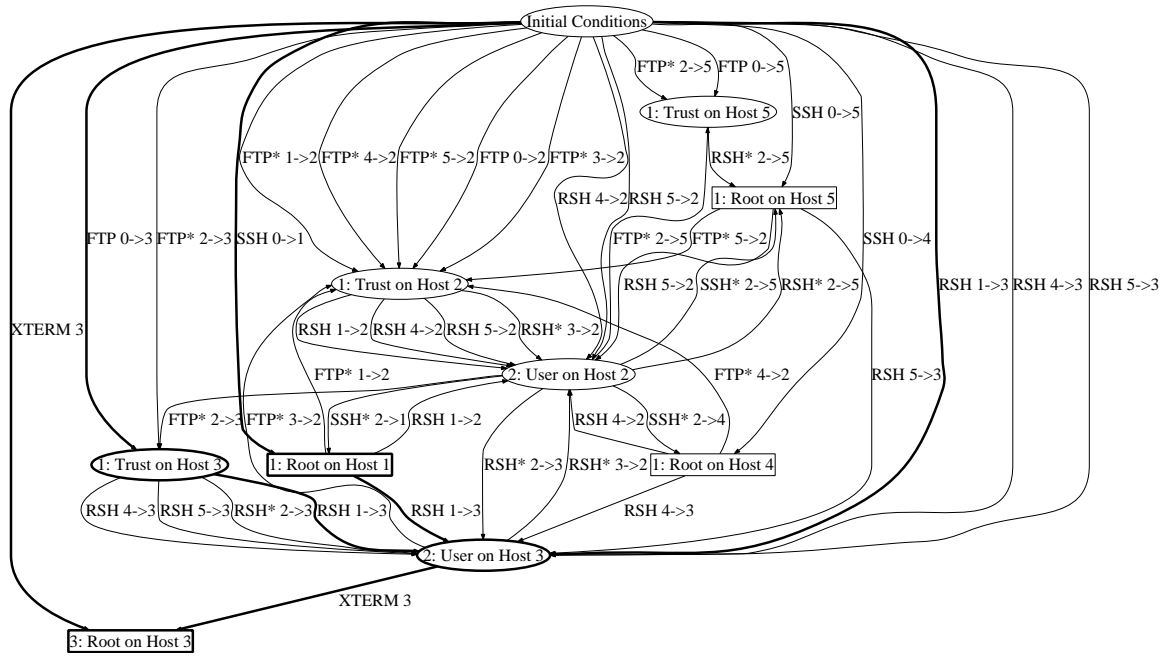 Initial Conditions
FTP* 2->5 FTP 0->5
1: Trust on Host 5
SSH 0->5
FTP* 1->2 FTP* 4->2 FTP* 5->2 FTP 0->2 FTP* 3->2
RSH* 2->5
RSH 4->2 RSH 5->2
1: Root on Host 5
FTP 0->3 FTP* 2->3 SSH 0->1
FTP* 2->5 FTP* 5->2
SSH 0->4
1: Trust on Host 2
RSH 5->2 SSH* 2->5 RSH* 2->5
RSH 1->3 RSH 4->3 RSH 5->3
XTERM 3
RSH 1->2 RSH 4->2 RSH 5->2 RSH* 3->2
FTP* 1->2
2: User on Host 2
FTP* 4->2
RSH 5->3
FTP* 2->3 FTP* 3->2 SSH* 2->1 RSH 1->2
RSH 4->2 SSH* 2->4
1: Trust on Host 3
1: Root on Host 1
RSH* 2->3 RSH* 3->2
1: Root on Host 4
RSH 4->3 RSH 5->3 RSH* 2->3 RSH 1->3 RSH 1->3
RSH 4->3
2: User on Host 3
XTERM 3
3: Root on Host 3